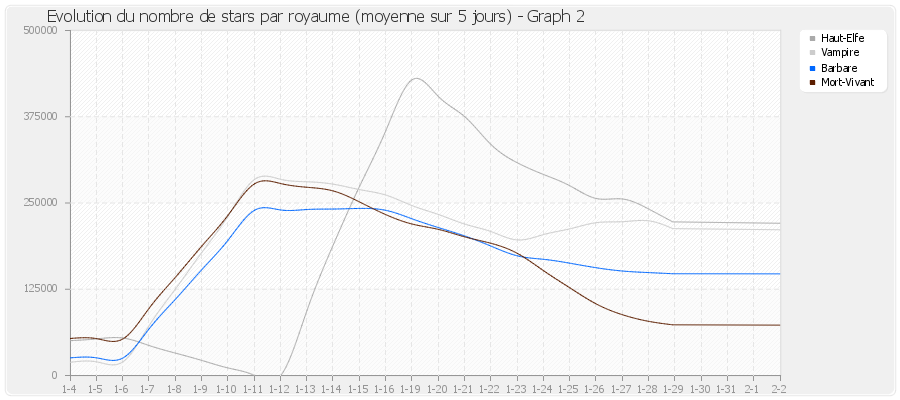 Evolution du nombre de stars par royaume (moyenne sur 5 jours) - Graph 2
500000
375000
250000
125000
0
Haut-Elfe
Vampire
Barbare
Mort-Vivant
1-4 1-5 1-6 1-7 1-8 1-9 1-10 1-11 1-12 1-13 1-14 1-15 1-16 1-19 1-20 1-21 1-22 1-23 1-24 1-25 1-26 1-27 1-28 1-29 1-30 1-31 2-1 2-2